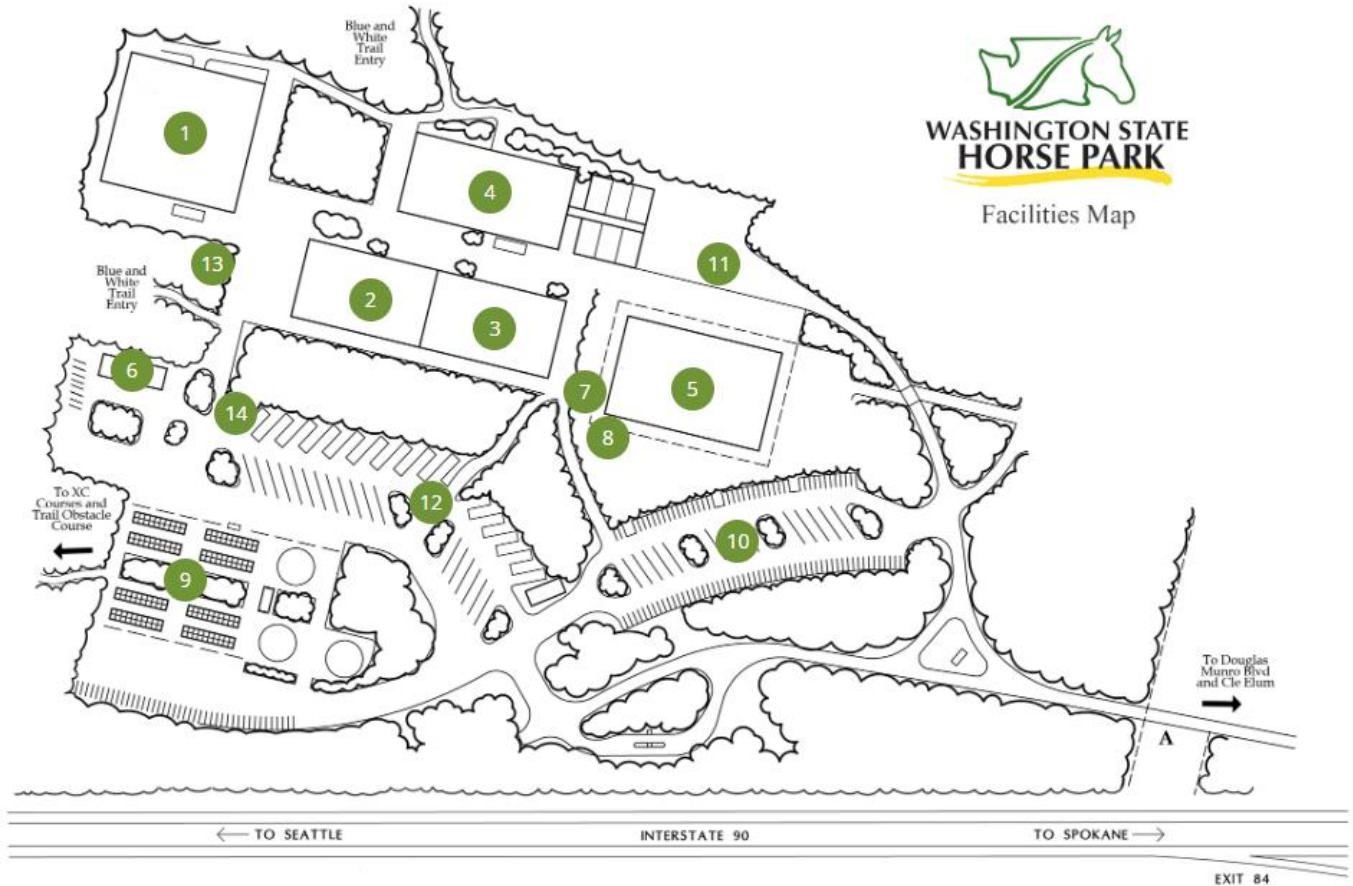 Blue and
White
Trail
Entry
WASHINGTON STATE
HORSE PARK
Facilities Map
1
4
13
11
Blue and
White
Trail
Entry
2
3
6
7
5
14
8
To XC
Courses and
Trail Obstacle
Course
12
10
9
To Douglas
Munro Blvd
and Cle Elum
A
TO SEATTLE
INTERSTATE 90
TO SPOKANE
EXIT 84